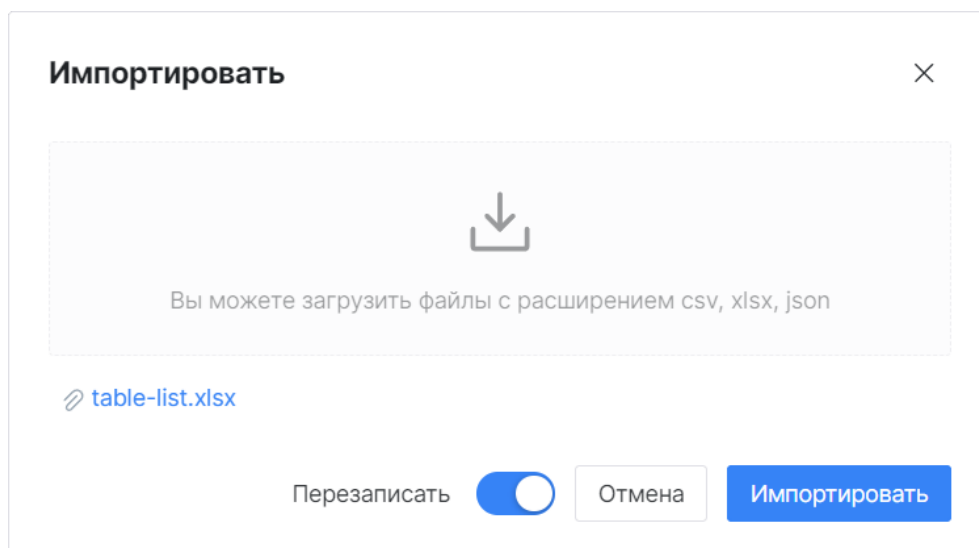 Импортировать
Вы можете загрузить файлы с расширением csv, xlsx, json
table-list.xlsx
Перезаписать Отмена Импортировать